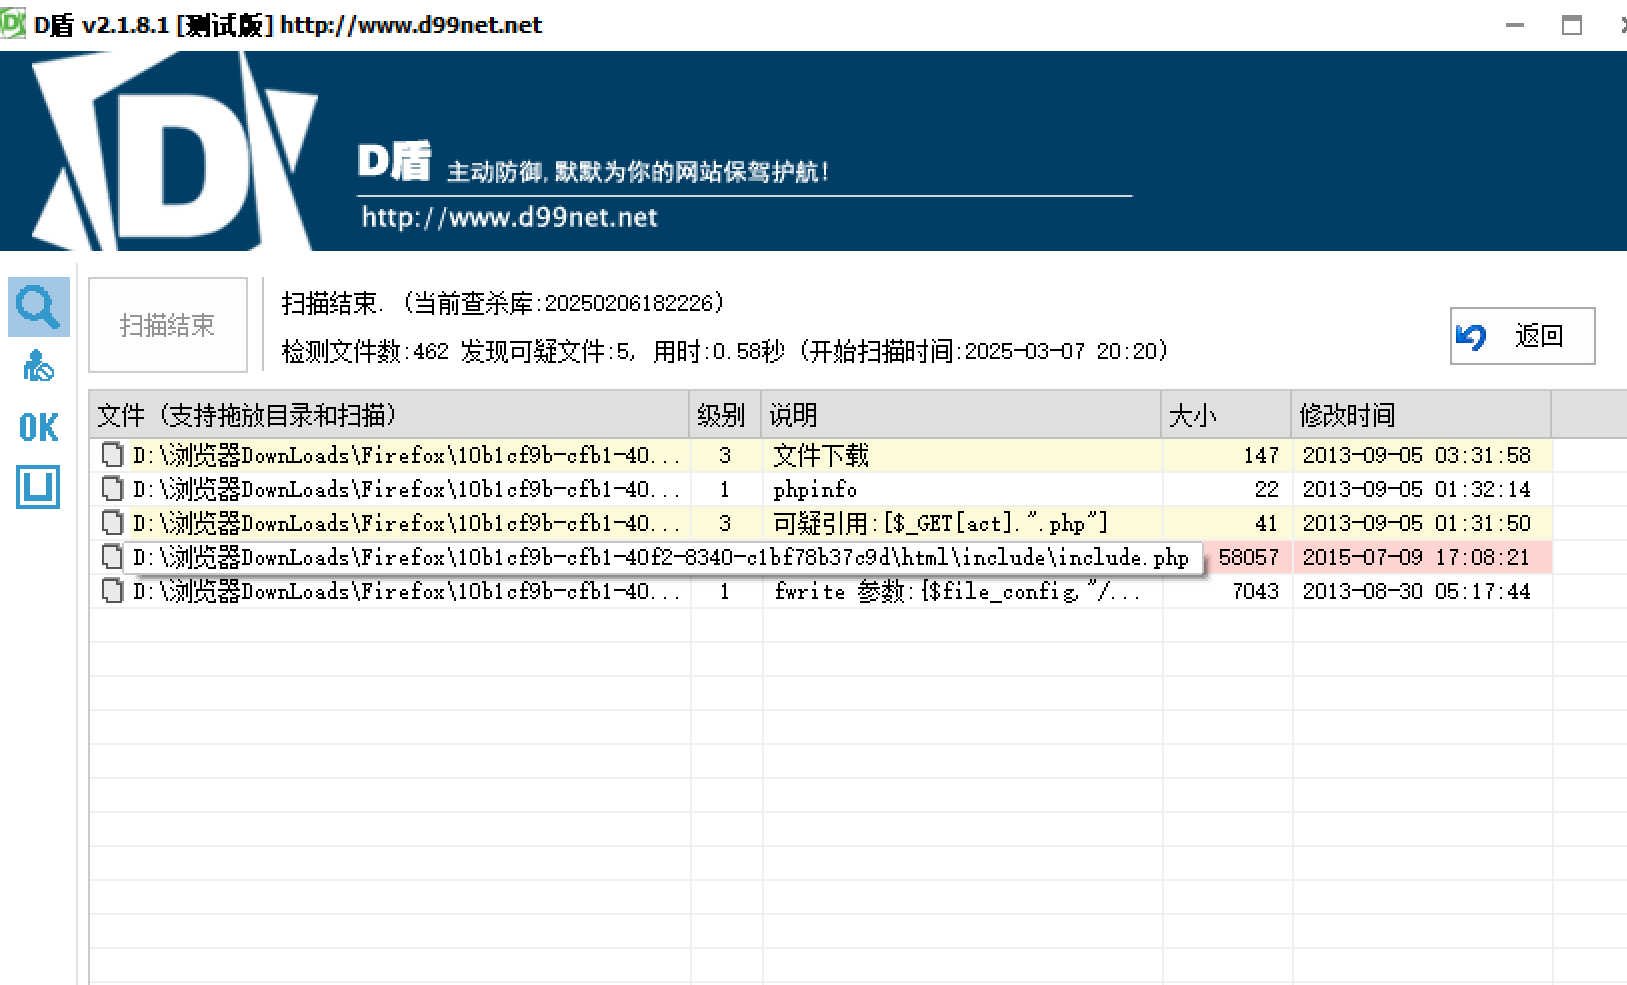 D盾 v2.1.8.1 [测试版] http://www.d99net.net
D盾 主动防御,默默为你的网站保驾护航!
http://www.d99net.net
扫描结束
扫描结束. (当前查杀库:20250206182226)
检测文件数:462 发现可疑文件:5, 用时:0.58秒 (开始扫描时间:2025-03-07 20:20)
返回
OK
文件 (支持拖放目录和扫描) 级别 说明 大小 修改时间
D:\浏览器DownLoads\Firefox\10b1cf9b-cfb1-40... 3 文件下载 147 2013-09-05 03:31:58
D:\浏览器DownLoads\Firefox\10b1cf9b-cfb1-40... 1 phpinfo 22 2013-09-05 01:32:14
D:\浏览器DownLoads\Firefox\10b1cf9b-cfb1-40... 3 可疑引用:[$_GET[act].".php"] 41 2013-09-05 01:31:50
D:\浏览器DownLoads\Firefox\10b1cf9b-cfb1-40f2-8340-c1bf78b37c9d\html\include\include.php 58057 2015-07-09 17:08:21
D:\浏览器DownLoads\Firefox\10b1cf9b-cfb1-40... 1 fwrite 参数:{$file_config,"/... 7043 2013-08-30 05:17:44